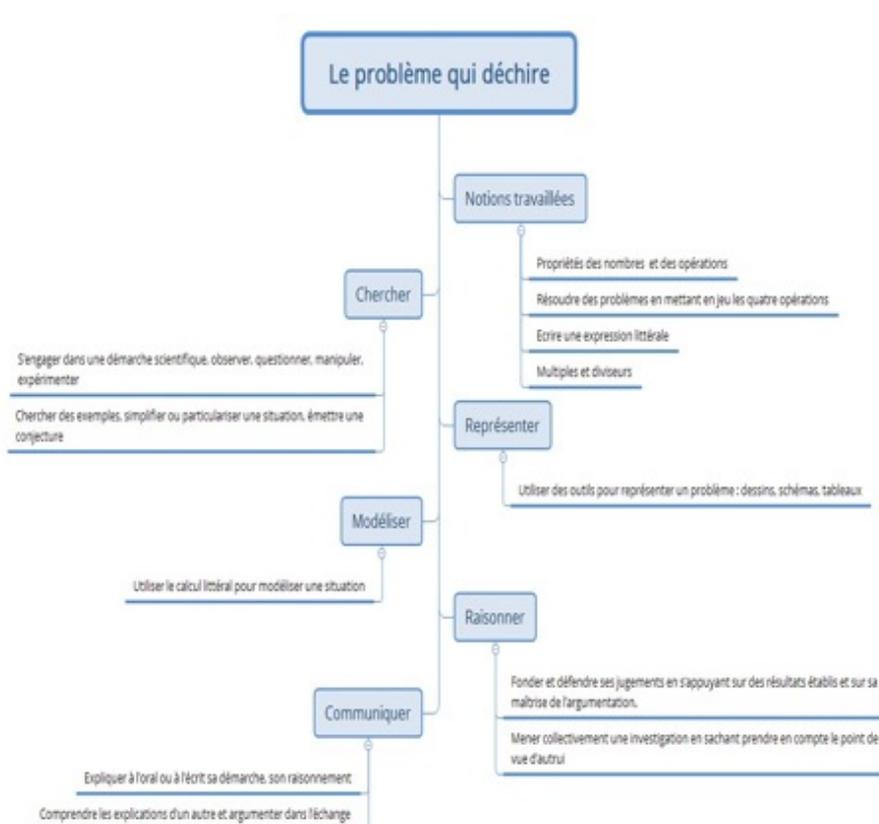 Le problème qui déchire
Notions travaillées
Propriétés des nombres et des opérations
Résoudre des problèmes en mettant en jeu les quatre opérations
Ecrire une expression littérale
Multiples et diviseurs
Chercher
S'engager dans une démarche scientifique, observer, questionner, manipuler,
expérimenter
Chercher des exemples, simplifier ou particulariser une situation, émettre une
conjecture
Représenter
Utiliser des outils pour représenter un problème : dessins, schémas, tableaux
Modéliser
Utiliser le calcul littéral pour modéliser une situation
Raisonner
Fonder et défendre ses jugements en s'appuyant sur des résultats établis et sur sa
maîtrise de l'argumentation.
Mener collectivement une investigation en sachant prendre en compte le point de
vue d'autrui
Communiquer
Expliquer à l'oral ou à l'écrit sa démarche, son raisonnement
Comprendre les explications d'un autre et argumenter dans l'échange